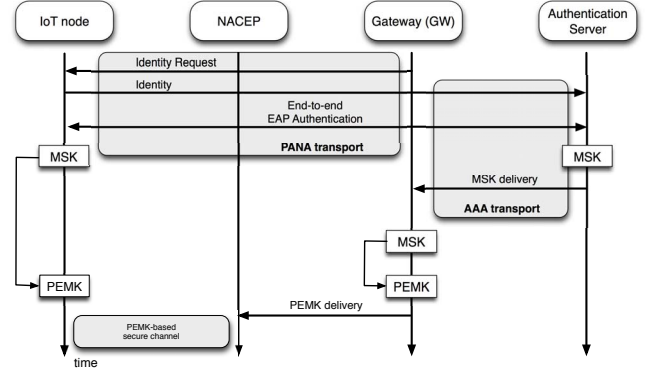 IoT node
NACEP
Gateway (GW)
Authentication
Server
Identity Request
Identity
End-to-end
EAP Authentication
PANA transport
MSK
MSK
MSK delivery
AAA transport
MSK
PEMK
PEMK
PEMK delivery
PEMK-based
secure channel
time